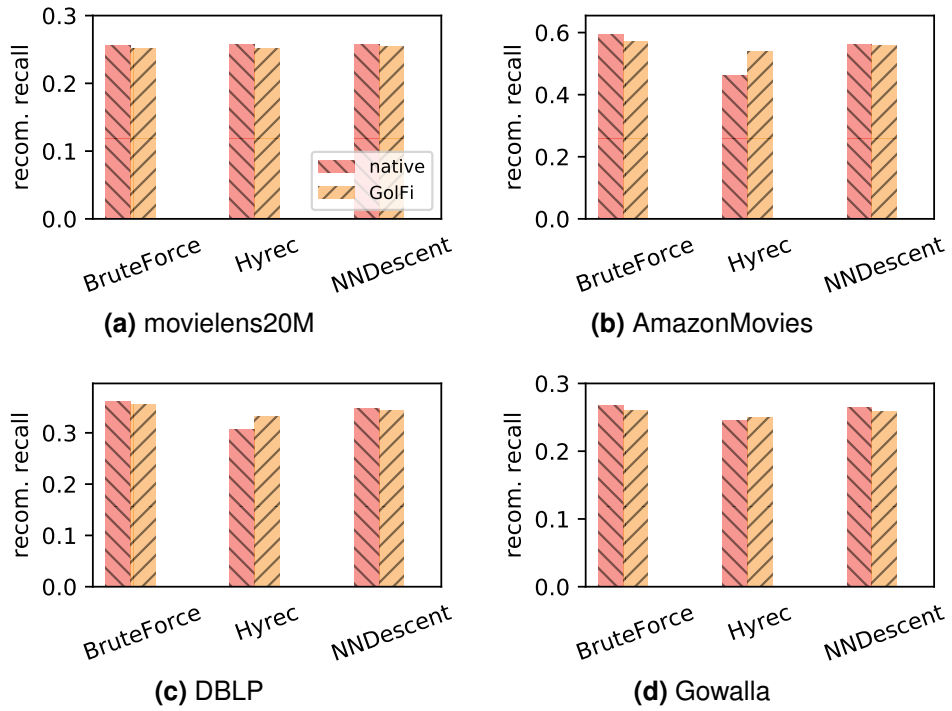 recom. recall
0.3
0.2
0.1
0.0
native
GolFi
BruteForce
Hyrec
NNDescent
(a) movielens20M
recom. recall
0.6
0.4
0.2
0.0
BruteForce
Hyrec
NNDescent
(b) AmazonMovies
recom. recall
0.3
0.2
0.1
0.0
BruteForce
Hyrec
NNDescent
(c) DBLP
recom. recall
0.3
0.2
0.1
0.0
BruteForce
Hyrec
NNDescent
(d) Gowalla